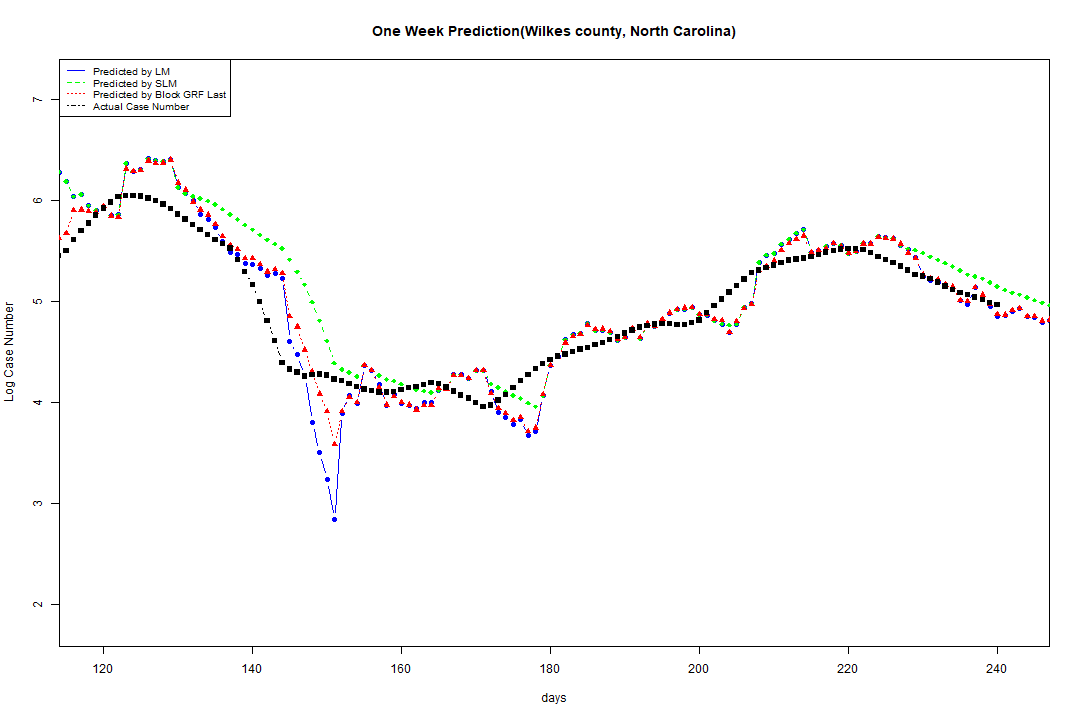 One Week Prediction(Wilkes county, North Carolina)
Predicted by LM
Predicted by SLM
Predicted by Block GRF Last
Actual Case Number
Log Case Number
7
6
5
4
3
2
120 140 160 180 200 220 240
days